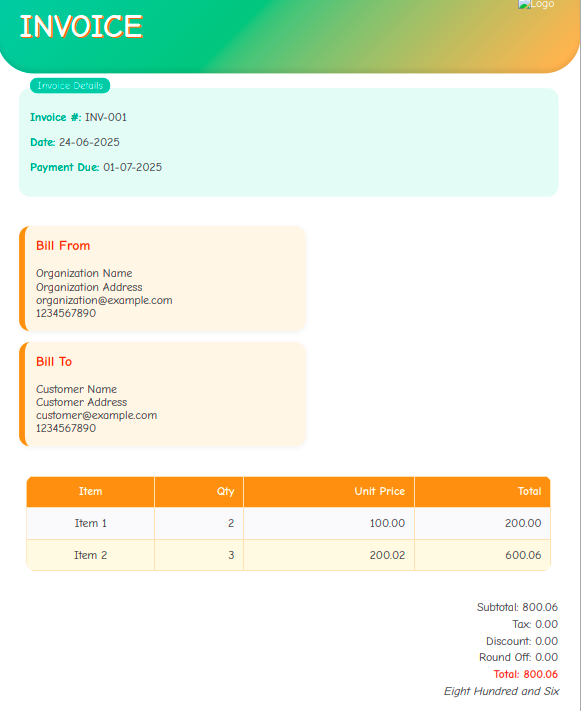 INVOICE
Logo
Invoice Details
Invoice #: INV-001
Date: 24-06-2025
Payment Due: 01-07-2025
Bill From
Organization Name
Organization Address
organization@example.com
1234567890
Bill To
Customer Name
Customer Address
customer@example.com
1234567890
Item Qty Unit Price Total
Item 1 2 100.00 200.00
Item 2 3 200.02 600.06
Subtotal: 800.06
Tax: 0.00
Discount: 0.00
Round Off: 0.00
Total: 800.06
Eight Hundred and Six